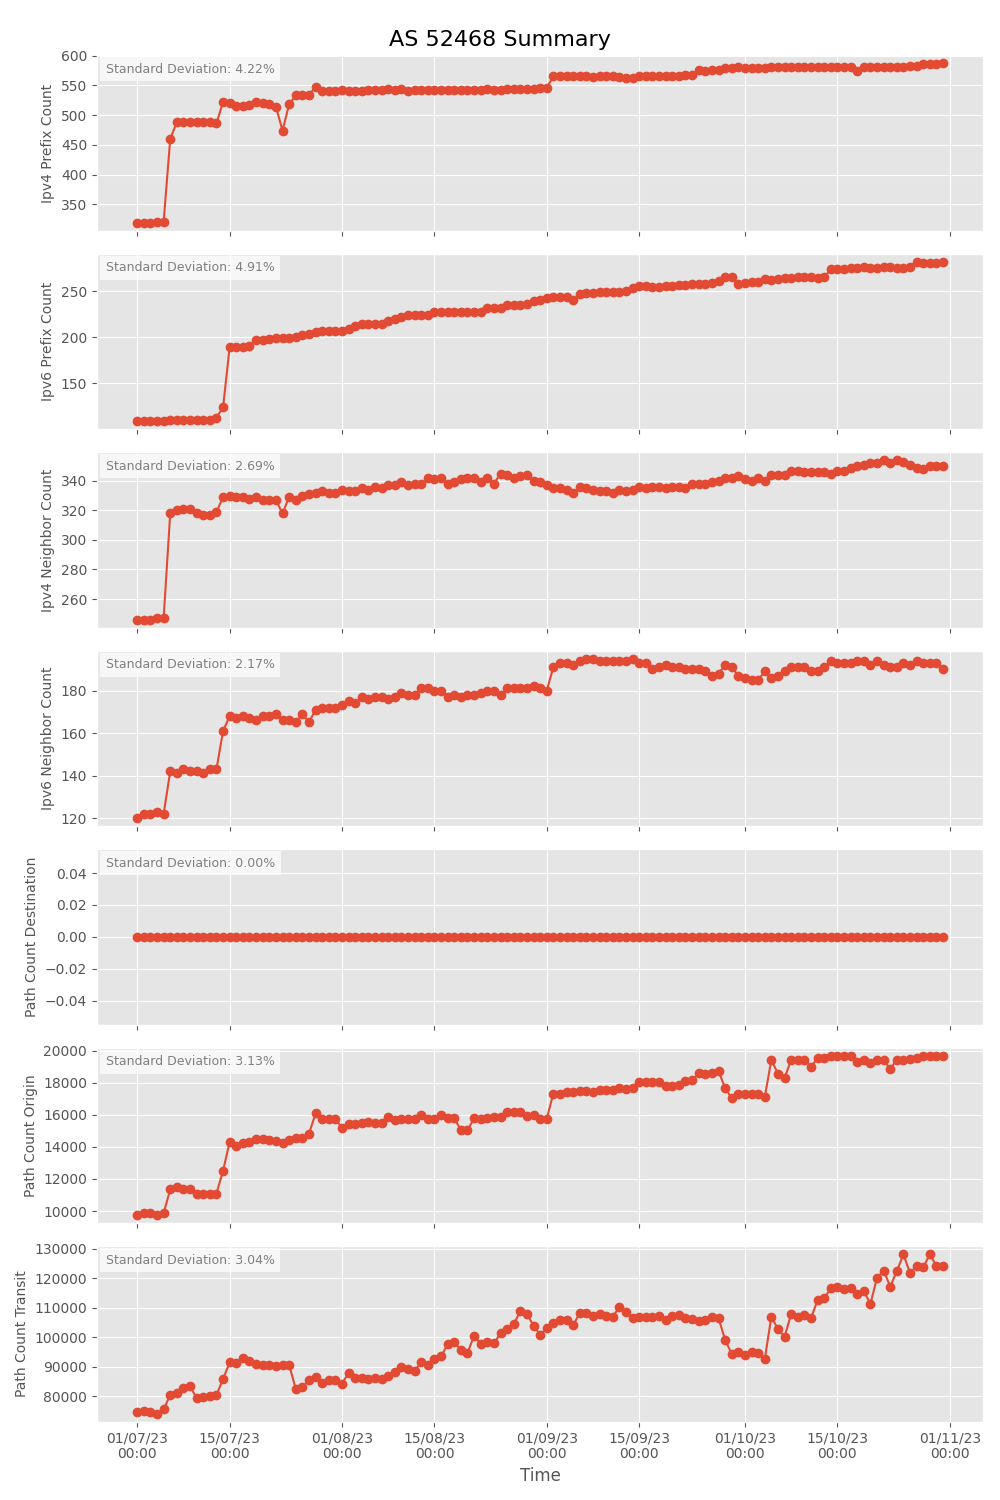 AS 52468 Summary
Standard Deviation: 4.22%
Ipv4 Prefix Count
600
550
500
450
400
350
Standard Deviation: 4.91%
Ipv6 Prefix Count
250
200
150
Standard Deviation: 2.69%
Ipv4 Neighbor Count
340
320
300
280
260
Standard Deviation: 2.17%
Ipv6 Neighbor Count
180
160
140
120
Standard Deviation: 0.00%
Path Count Destination
0.04
0.02
0.00
−0.02
−0.04
Standard Deviation: 3.13%
Path Count Origin
20000
18000
16000
14000
12000
10000
Standard Deviation: 3.04%
Path Count Transit
130000
120000
110000
100000
90000
80000
01/07/23 15/07/23 01/08/23 15/08/23 01/09/23 15/09/23 01/10/23 15/10/23 01/11/23
00:00 00:00 00:00 00:00 00:00 00:00 00:00 00:00 00:00
Time